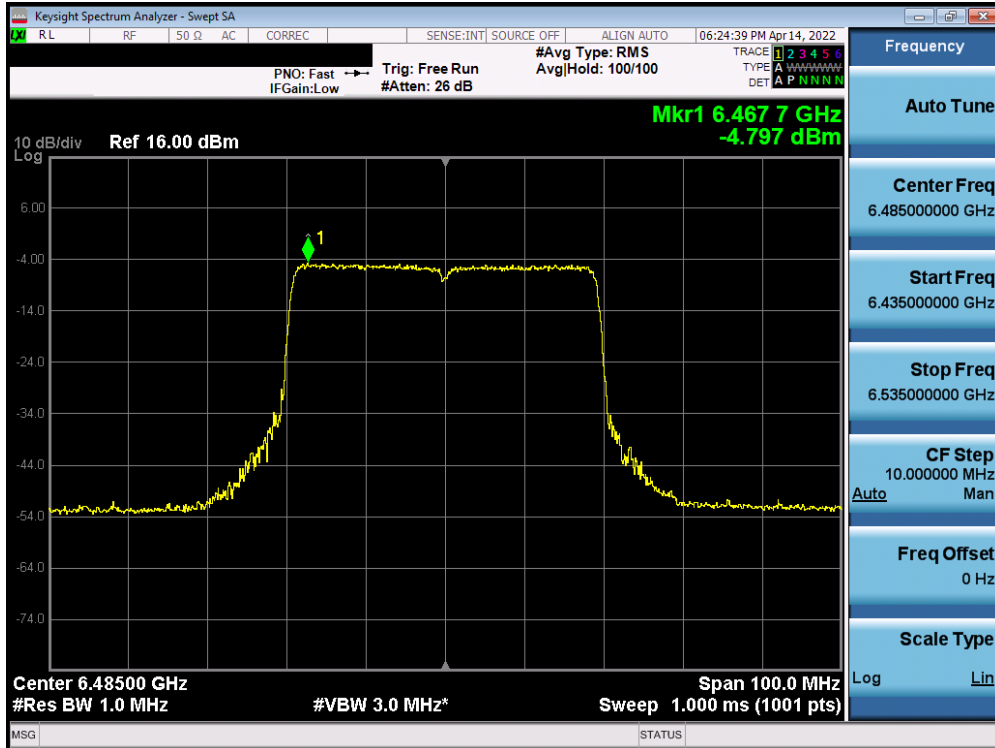 Keysight Spectrum Analyzer - Swept SA
LXI RL RF 50 Ω AC CORREC SENSE:INT SOURCE OFF ALIGN AUTO 06:24:39 PM Apr 14, 2022
#Avg Type: RMS
TRACE 1 2 3 4 5 6
PNO: Fast Trig: Free Run Avg|Hold: 100/100
TYPE A WWWWW
IFGain:Low #Atten: 26 dB
DET A P N N N N
Mkr1 6.467 7 GHz
-4.797 dBm
10 dB/div Ref 16.00 dBm
Log
1
6.00
-4.00
-14.0
-24.0
-34.0
-44.0
-54.0
-64.0
-74.0
Center 6.48500 GHz Span 100.0 MHz
#Res BW 1.0 MHz #VBW 3.0 MHz* Sweep 1.000 ms (1001 pts)
MSG STATUS
Frequency
Auto Tune
Center Freq
6.485000000 GHz
Start Freq
6.435000000 GHz
Stop Freq
6.535000000 GHz
CF Step
10.000000 MHz
Auto Man
Freq Offset
0 Hz
Scale Type
Log Lin